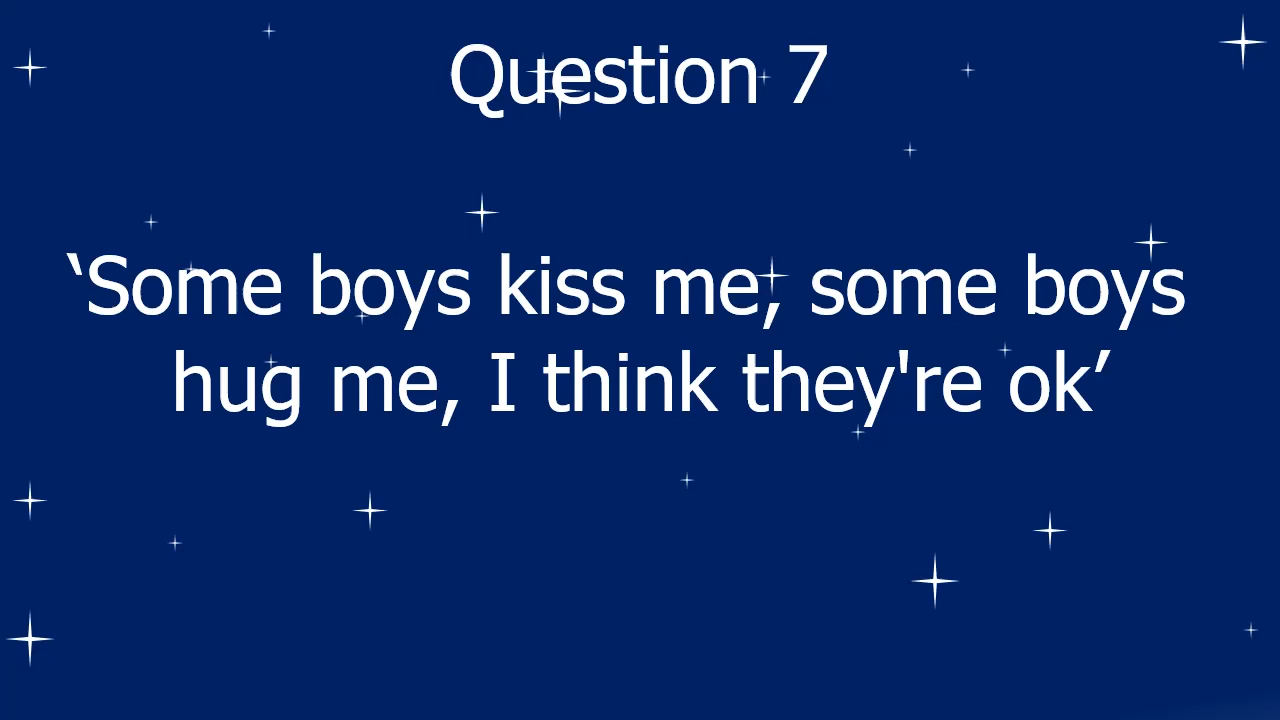 Question 7
‘Some boys kiss me, some boys
hug me, I think they're ok’